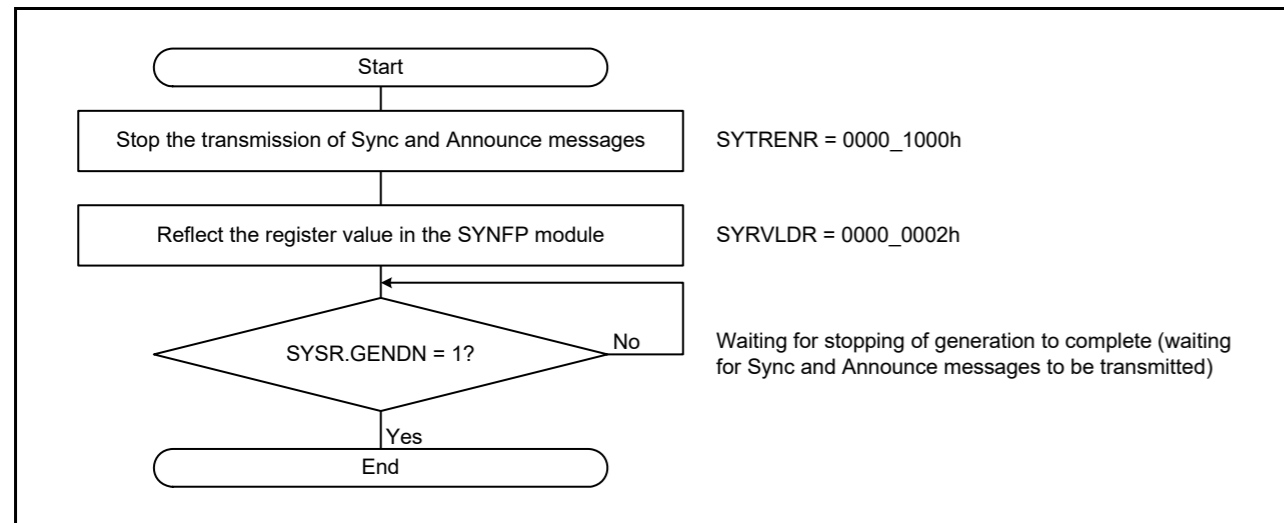 Start
Stop the transmission of Sync and Announce messages
SYTRENR = 0000_1000h
Reflect the register value in the SYNFP module
SYRVLDR = 0000_0002h
SYSR.GENDN = 1?
No
Waiting for stopping of generation to complete (waiting
for Sync and Announce messages to be transmitted)
Yes
End